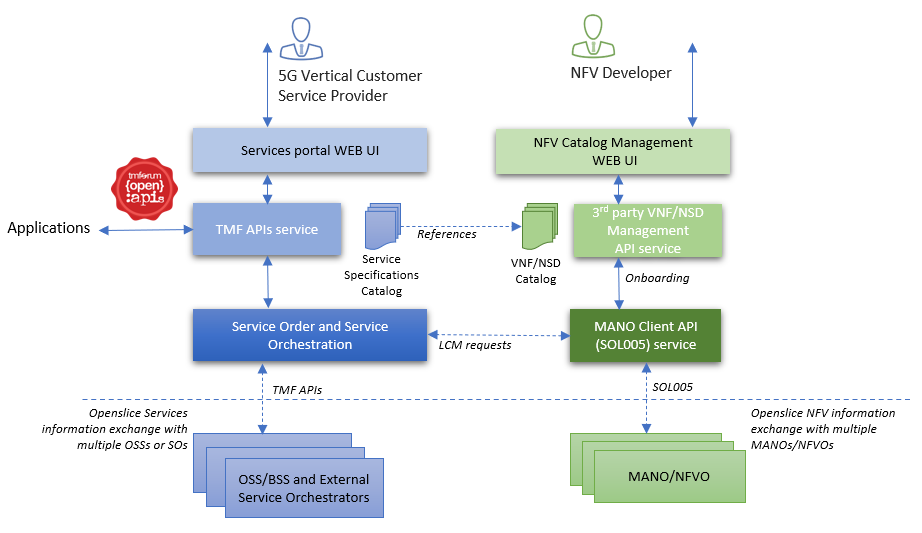 5G Vertical Customer
Service Provider
NFV Developer
Services portal WEB UI
NFV Catalog Management
WEB UI
tmforum
{open}
:apis
Applications
TMF APIs service
Service
Specifications
Catalog
References
VNF/NSD
Catalog
3rd party VNF/NSD
Management
API service
Onboarding
Service Order and Service
Orchestration
LCM requests
MANO Client API
(SOL005) service
TMF APIs
SOL005
Openslice Services
information exchange with
multiple OSSs or SOs
Openslice NFV information
exchange with multiple
MANOs/NFVOs
OSS/BSS and External
Service Orchestrators
MANO/NFVO